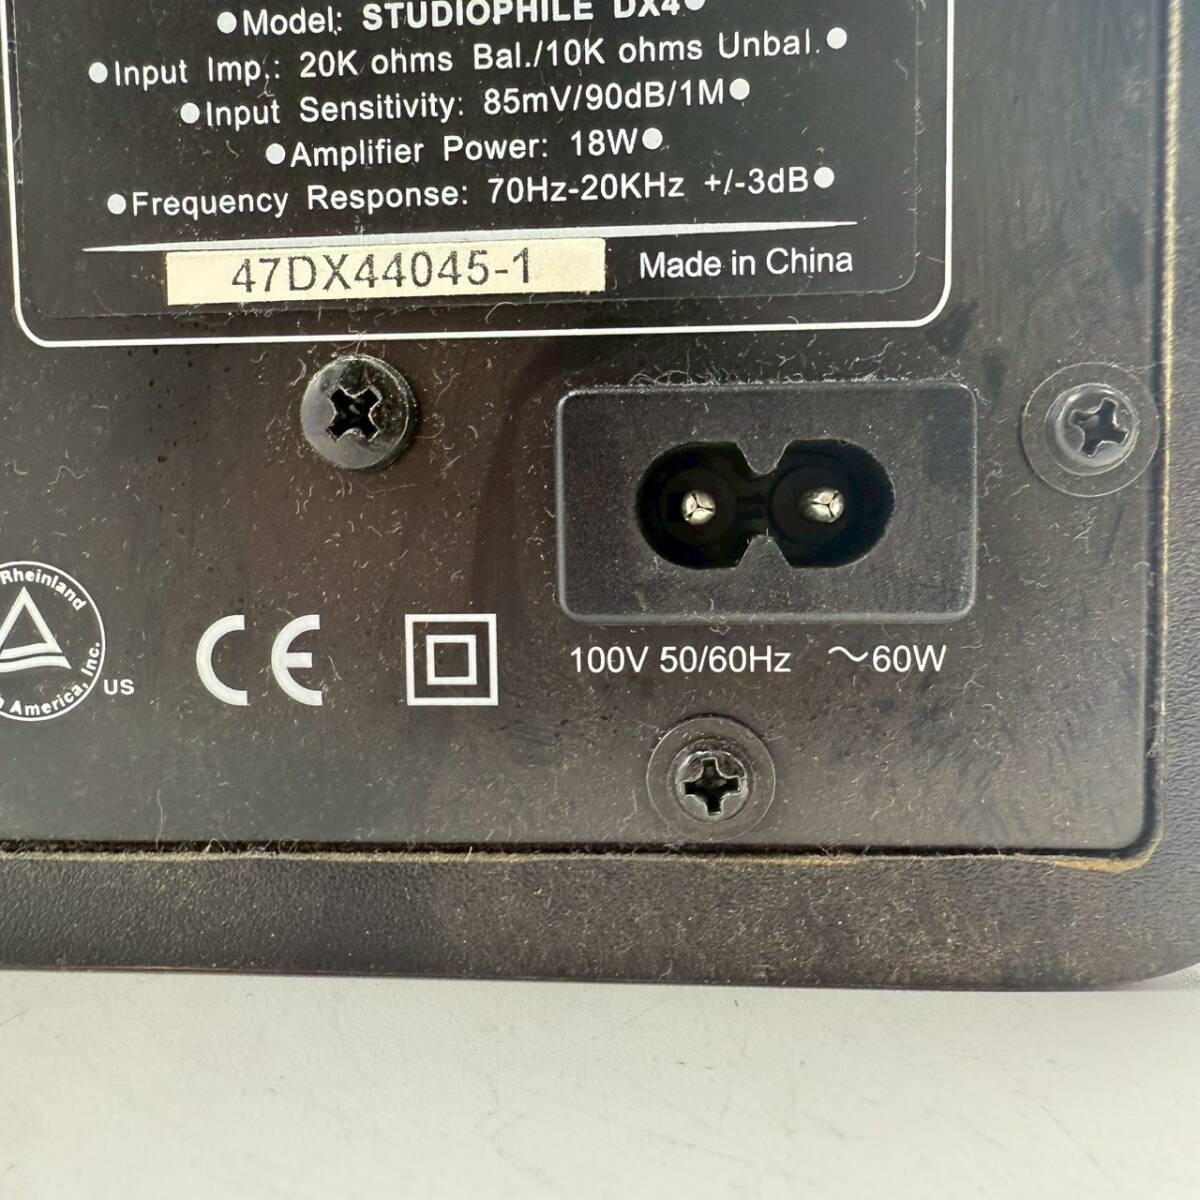 ●Model: STUDIOPHILE DX4●
●Input Imp.: 20K ohms Bal./10K ohms Unbal.●
●Input Sensitivity: 85mV/90dB/1M●
●Amplifier Power: 18W●
●Frequency Response: 70Hz-20KHz +/-3dB●
47DX44045-1 Made in China
Rheinland
America, Inc.
US
CE
100V 50/60Hz ～60W